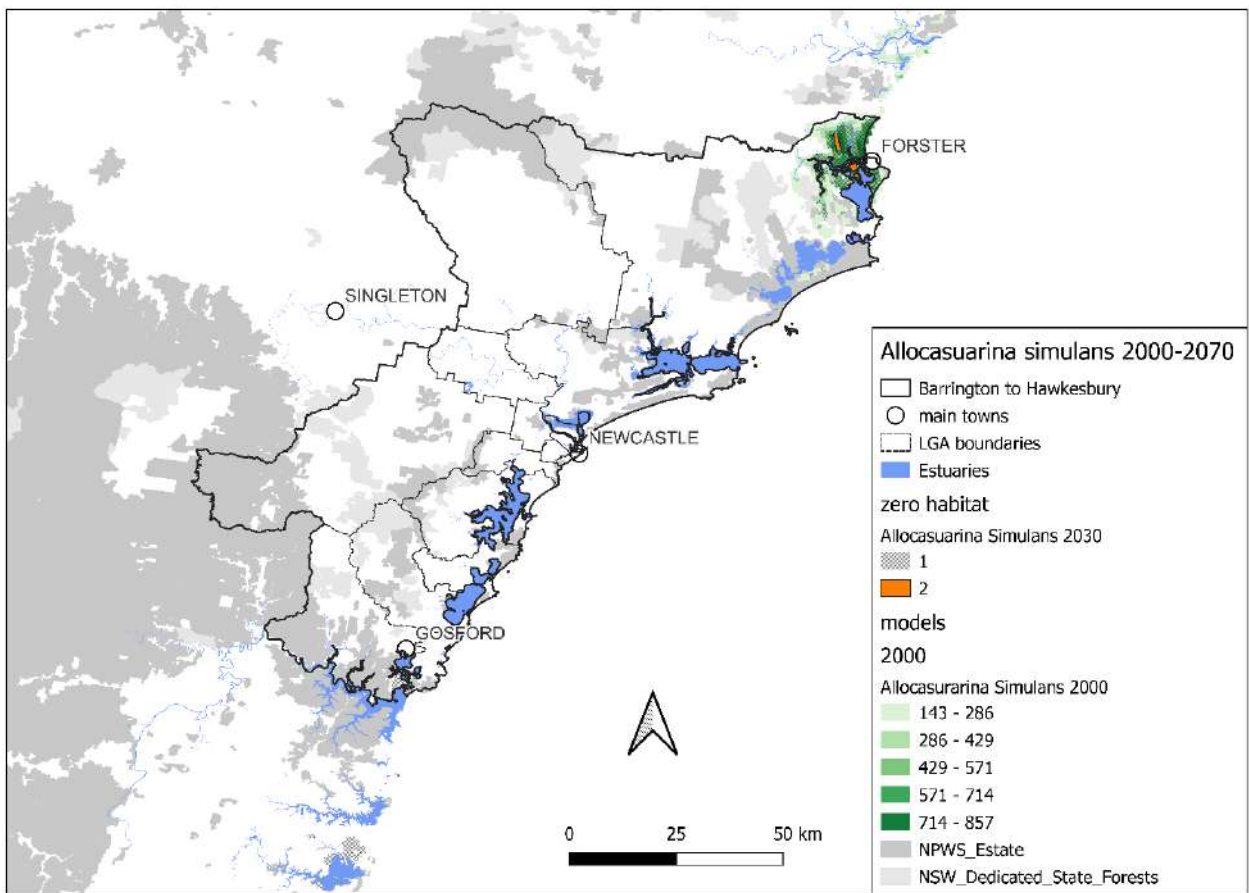 FORSTER
SINGLETON
NEWCASTLE
GOSFORD
0 25 50 km
Allocasuarina simulans 2000-2070
Barrington to Hawkesbury
main towns
LGA boundaries
Estuaries
zero habitat
Allocasuarina Simulans 2030
1
2
models
2000
Allocasurarina Simulans 2000
143 - 286
286 - 429
429 - 571
571 - 714
714 - 857
NPWS_Estate
NSW_Dedicated_State_Forests